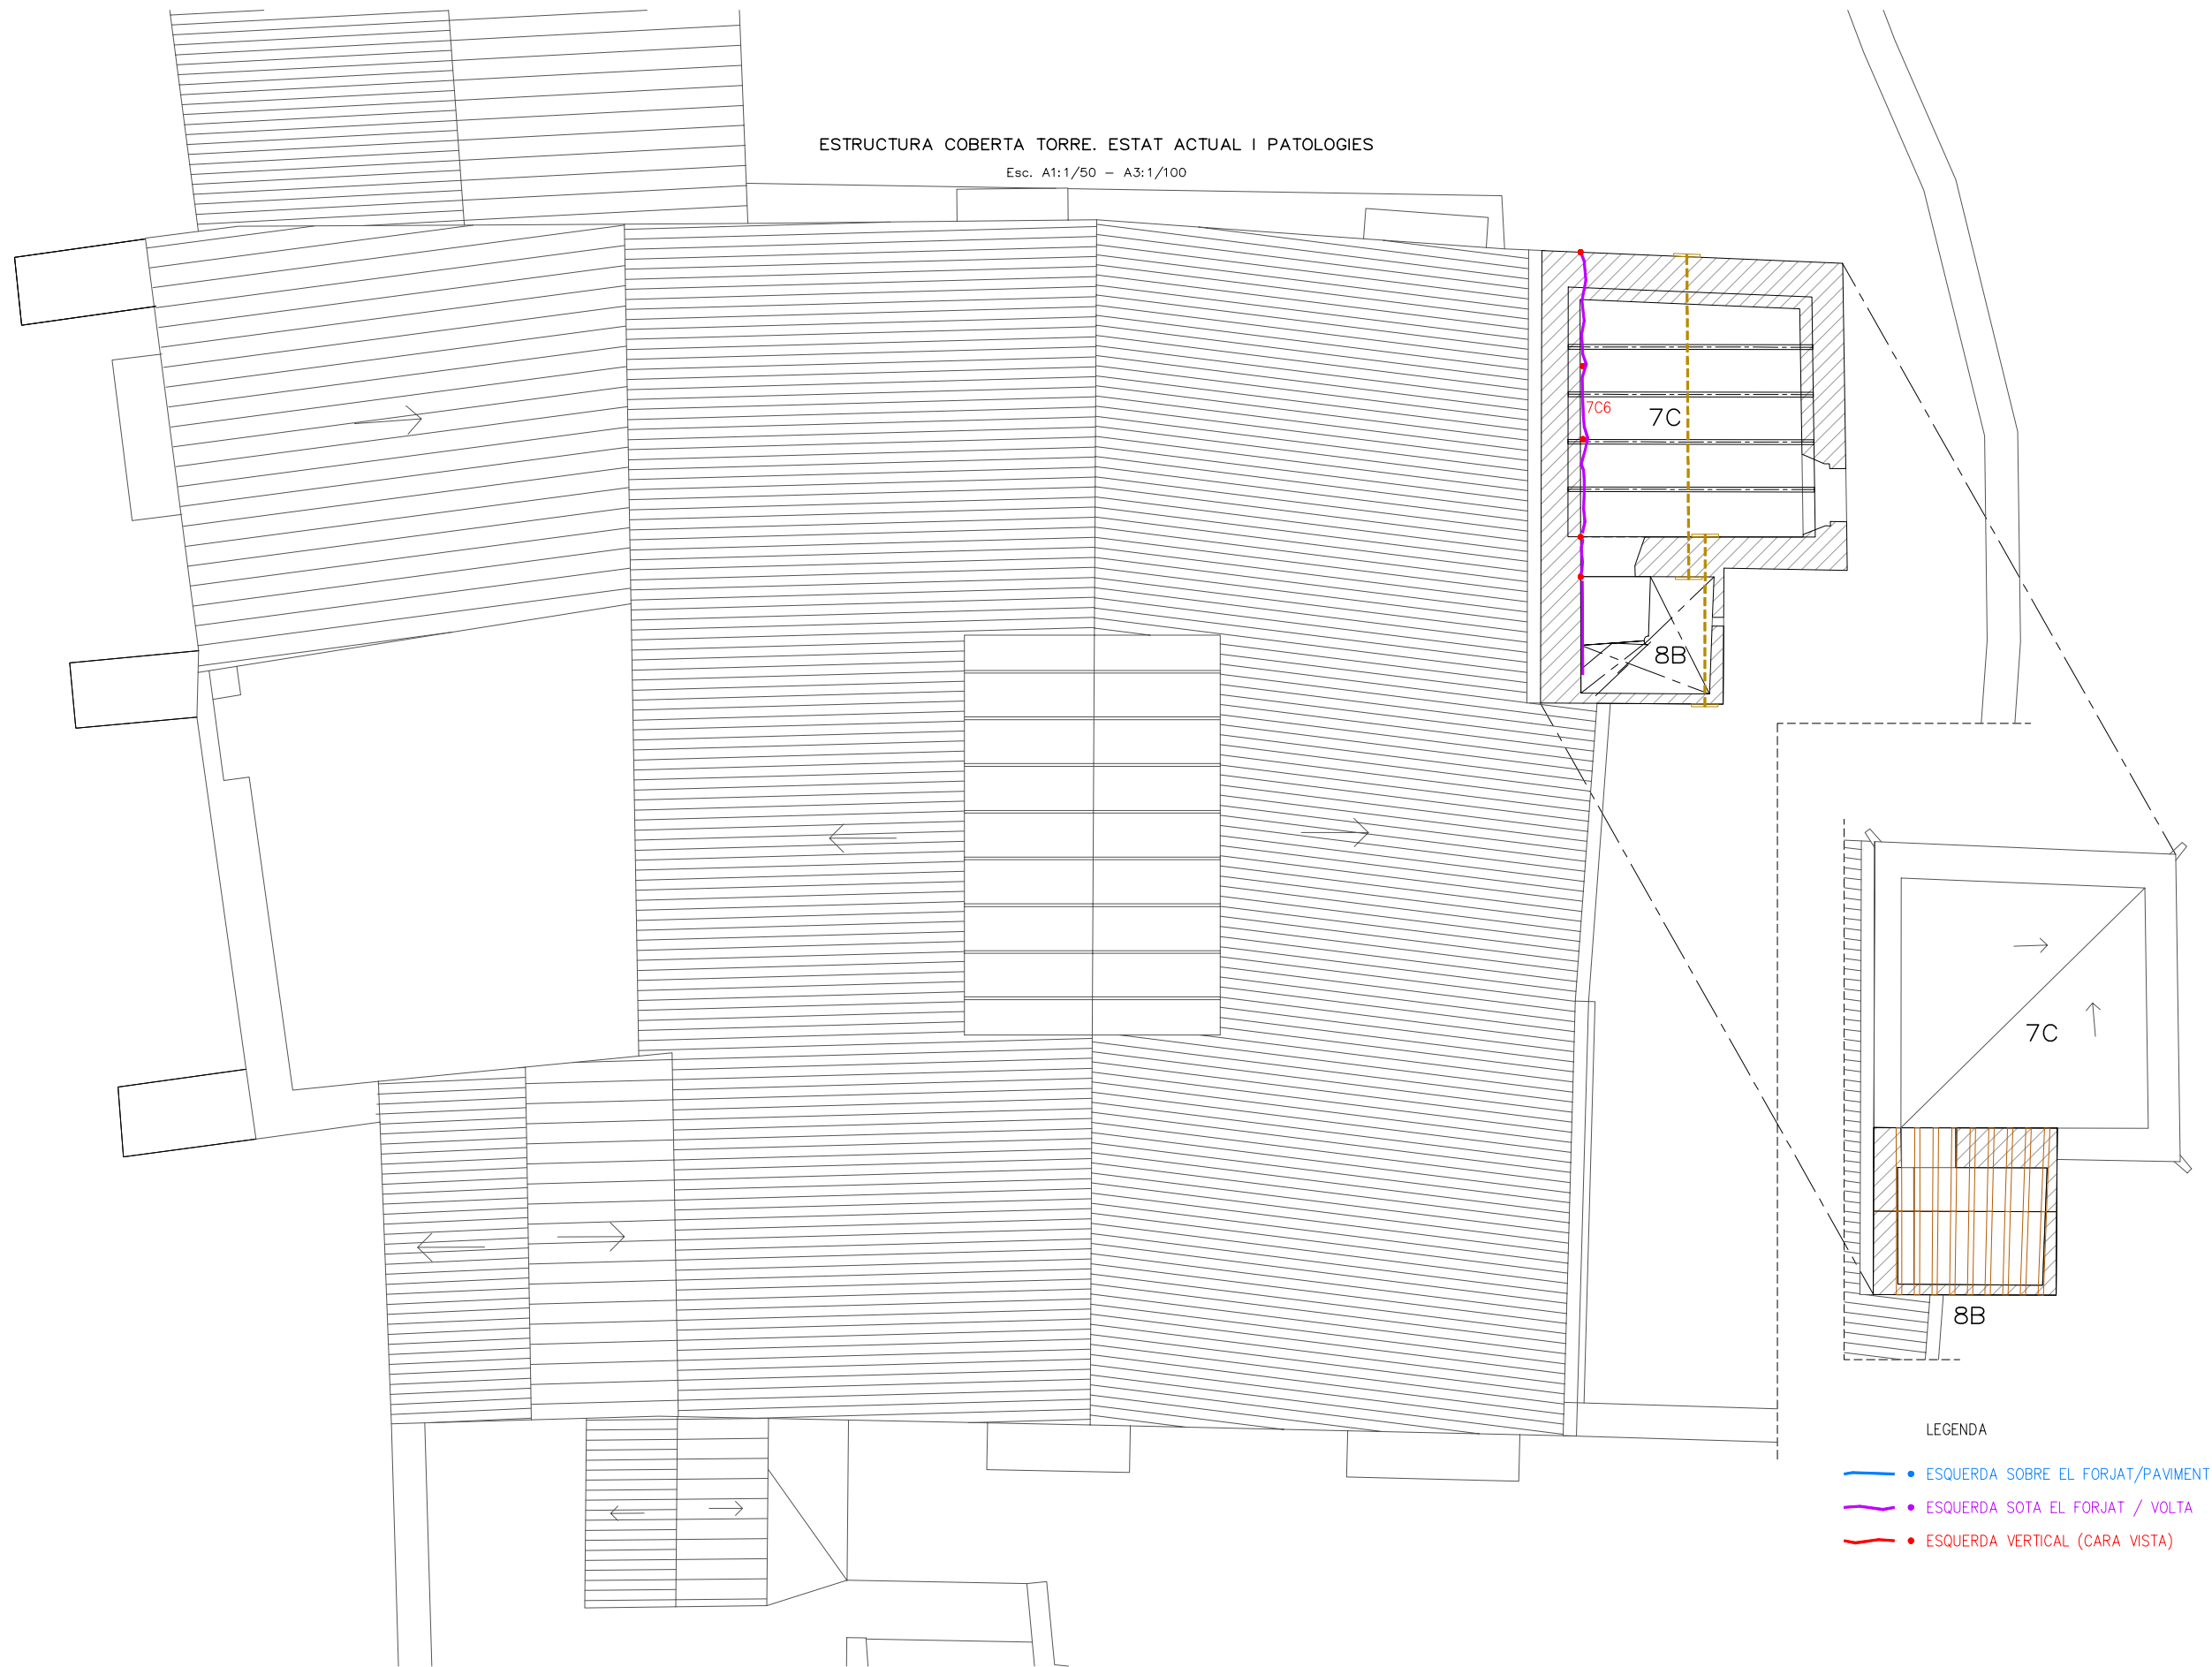 ESTRUCTURA COBERTA TORRE. ESTAT ACTUAL I PATOLOGIES
Esc. A1:1/50 – A3:1/100
7C6
7C
8B
7C
8B
LEGENDA
ESQUERDA SOBRE EL FORJAT/PAVIMENT
ESQUERDA SOTA EL FORJAT / VOLTA
ESQUERDA VERTICAL (CARA VISTA)